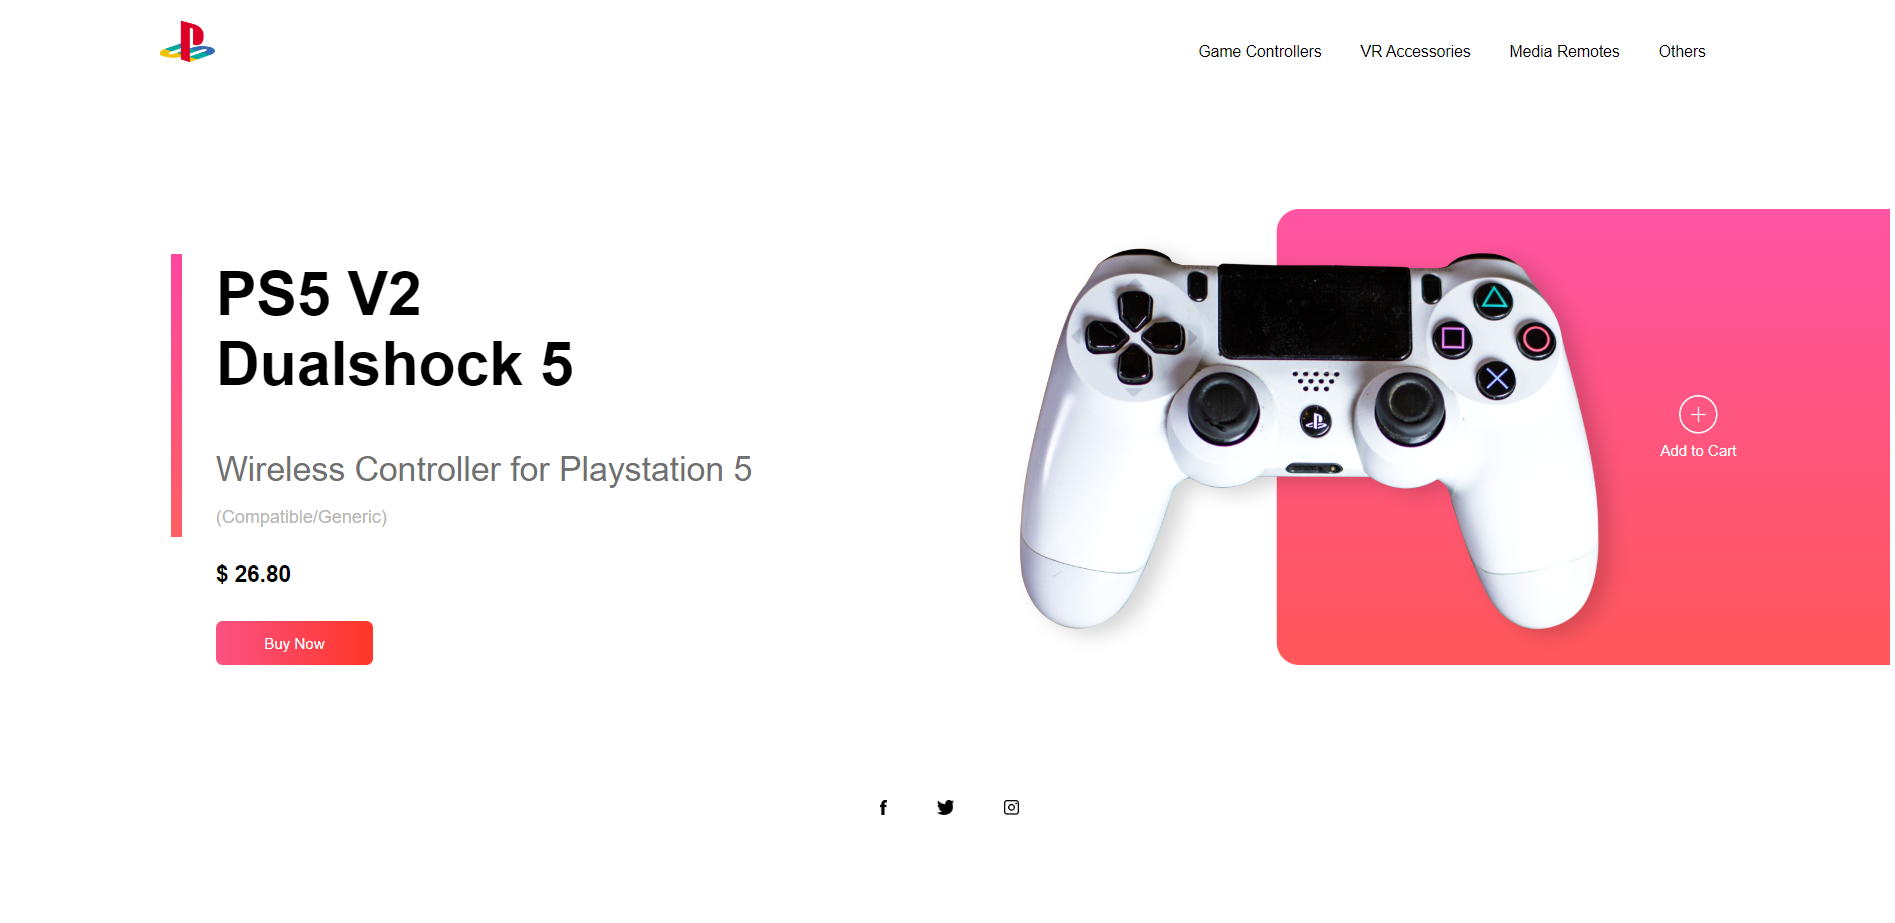 Game Controllers
VR Accessories
Media Remotes
Others
PS5 V2
Dualshock 5
Wireless Controller for Playstation 5
(Compatible/Generic)
$ 26.80
Buy Now
Add to Cart